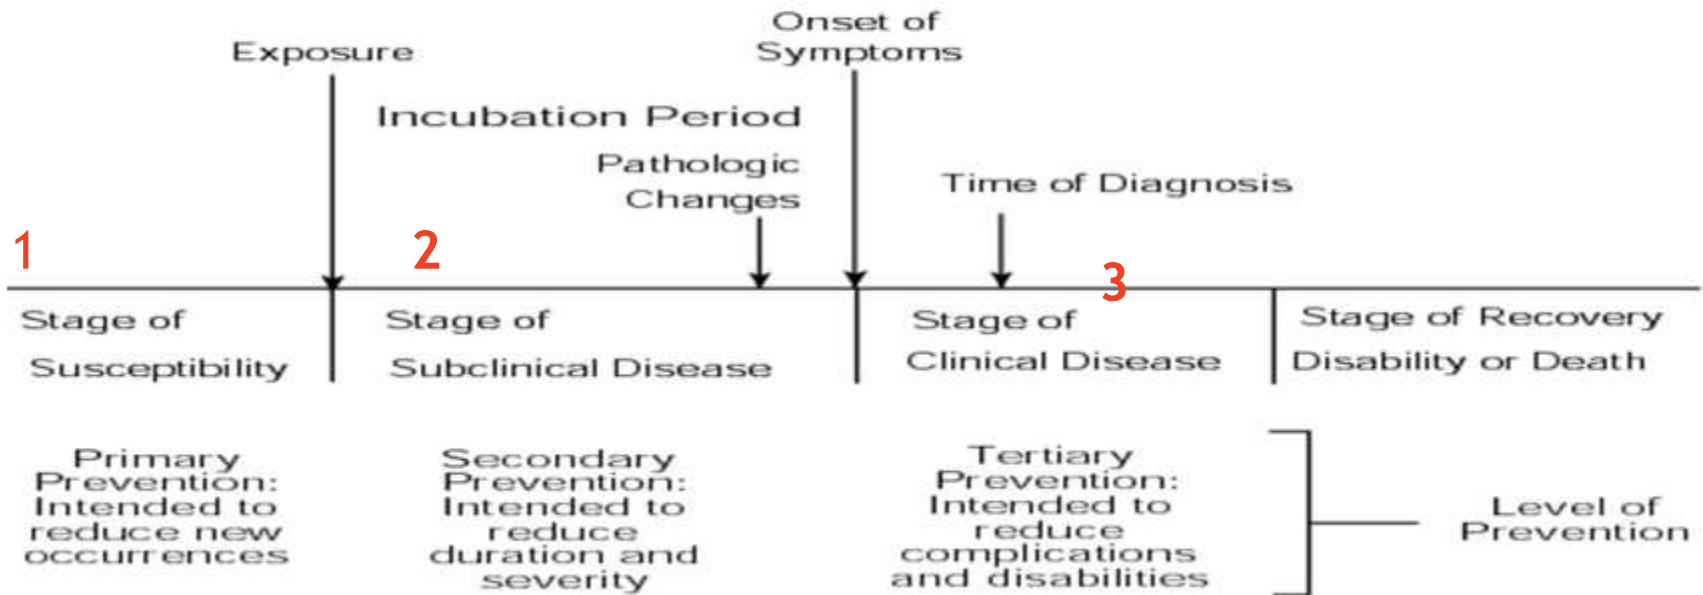 Onset of
Symptoms
Exposure
Incubation Period
Pathologic
Changes
Time of Diagnosis
1
2
3
Stage of
Susceptibility
Stage of
Subclinical Disease
Stage of
Clinical Disease
Stage of Recovery
Disability or Death
Primary
Prevention:
Intended to
reduce new
occurrences
Secondary
Prevention:
Intended to
reduce
duration and
severity
Tertiary
Prevention:
Intended to
reduce
complications
and disabilities
Level of
Prevention